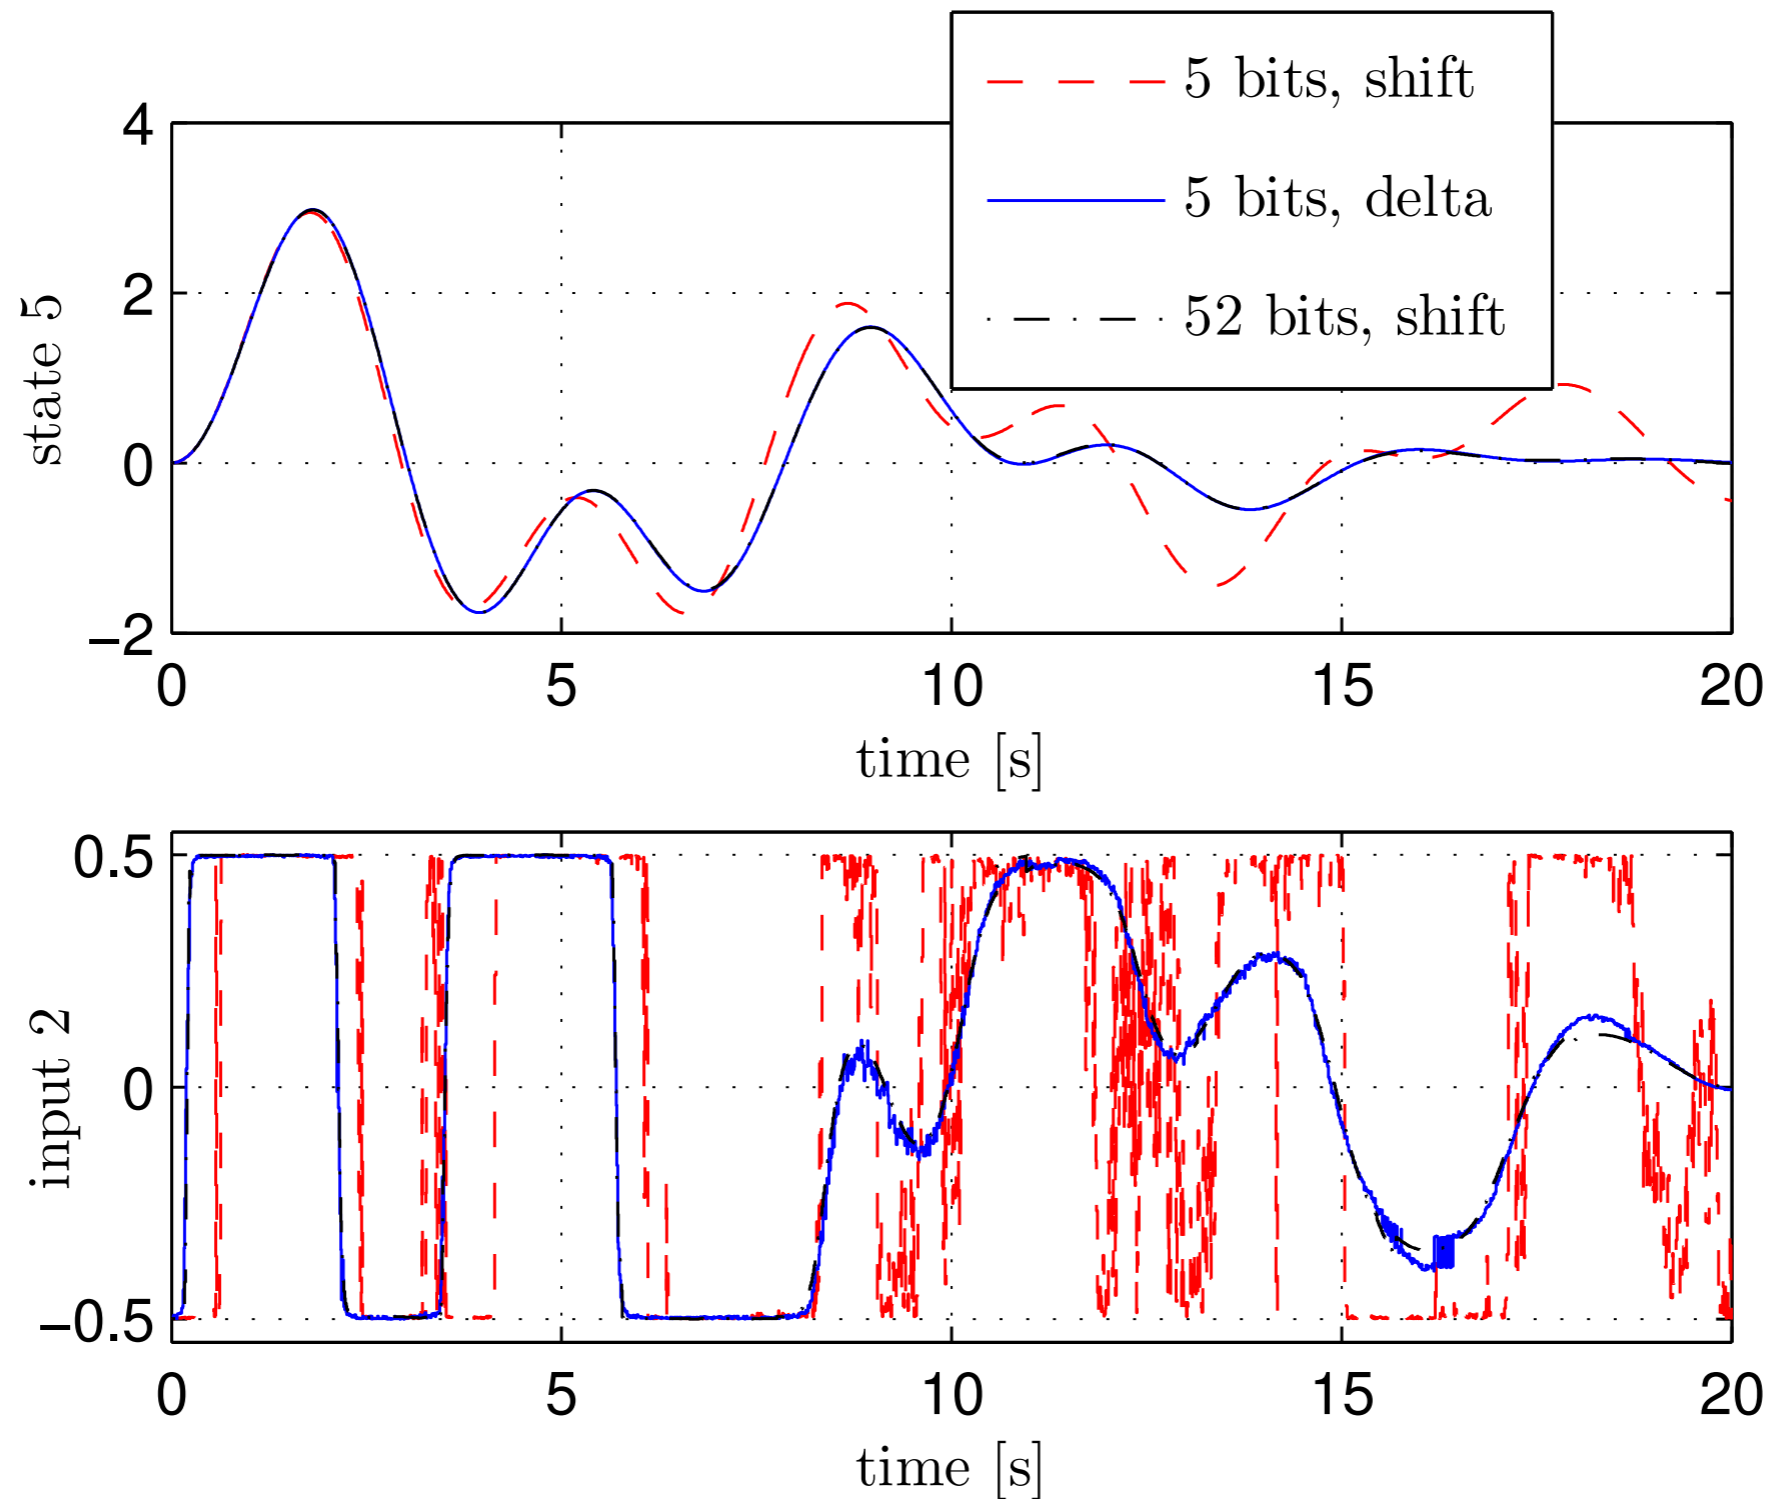 5 bits, shift
5 bits, delta
52 bits, shift
4
2
0
−2
state 5
0 5 10 15 20
time [s]
0.5
0
−0.5
input 2
0 5 10 15 20
time [s]